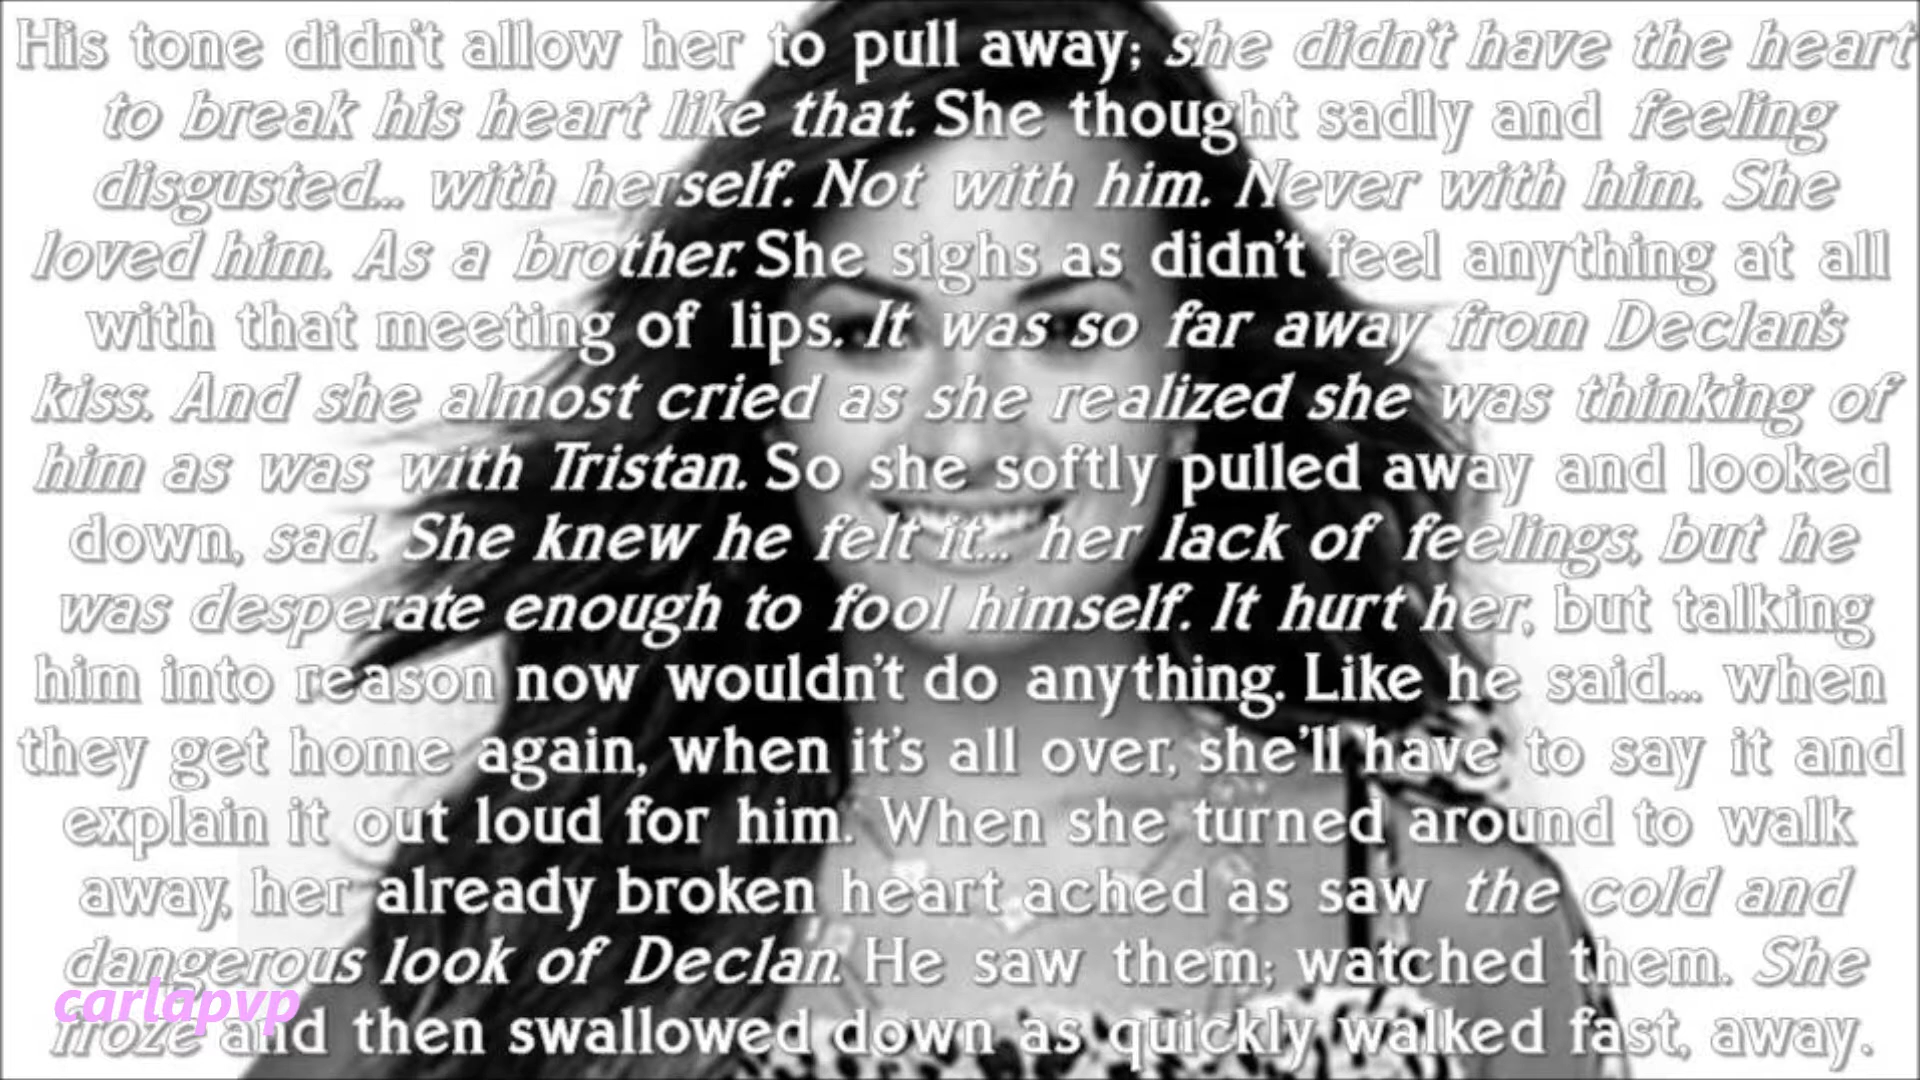 His tone didn't allow her to pull away; she didn't have the heart
to break his heart like that. She thought sadly and feeling
disgusted... with herself. Not with him. Never with him. She
loved him. As a brother. She sighs as didn't feel anything at all
with that meeting of lips. It was so far away from Declan's
kiss. And she almost cried as she realized she was thinking of
him as was with Tristan. So she softly pulled away and looked
down, sad. She knew he felt it... her lack of feelings, but he
was desperate enough to fool himself. It hurt her, but talking
him into reason now wouldn't do anything. Like he said... when
they get home again, when it's all over, she'll have to say it and
explain it out loud for him. When she turned around to walk
away, her already broken heart ached as saw the cold and
dangerous look of Declan. He saw them; watched them. She
froze and then swallowed down as quickly walked fast, away.
carlapvp